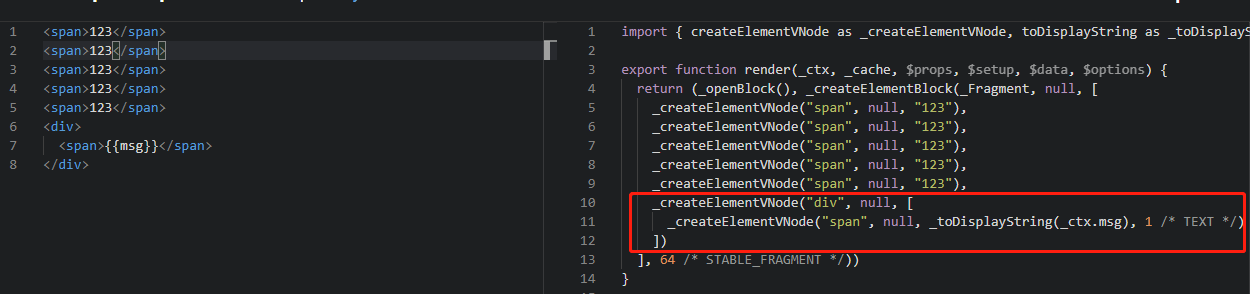 1 <span>123</span>
2 <span>123</span>
3 <span>123</span>
4 <span>123</span>
5 <span>123</span>
6 <div>
7   <span>{{msg}}</span>
8 </div>
1 import { createElementVNode as _createElementVNode, toDisplayString as _toDisplayS
2
3 export function render(_ctx, _cache, $props, $setup, $data, $options) {
4   return (_openBlock(), _createElementBlock(_Fragment, null, [
5     _createElementVNode("span", null, "123"),
6     _createElementVNode("span", null, "123"),
7     _createElementVNode("span", null, "123"),
8     _createElementVNode("span", null, "123"),
9     _createElementVNode("span", null, "123"),
10     _createElementVNode("div", null, [
11       _createElementVNode("span", null, _toDisplayString(_ctx.msg), 1 /* TEXT */)
12     ])
13   ], 64 /* STABLE_FRAGMENT */))
14 }